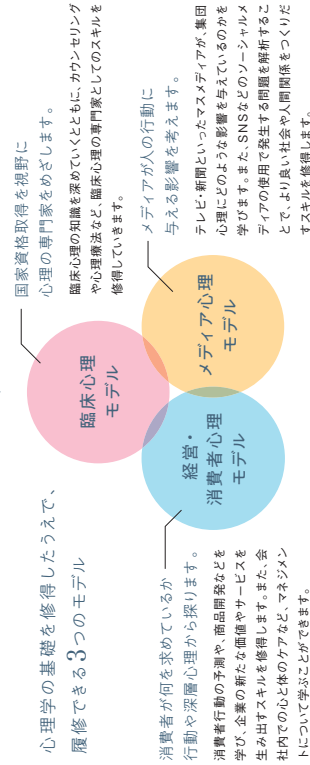 心理学の基礎を修得したうえで、
履修できる3つのモデル
臨床心理
モデル
国家資格取得を視野に
心理の専門家をめざします。
臨床心理の知識を深めていくとともに、カウンセリング
や心理療法など、臨床心理の専門家としてのスキルを
修得していきます。
経営・
消費者心理
モデル
消費者が何を求めているか
行動や深層心理から探ります。
消費者行動の予測や、商品開発などを
学び、企業の新たな価値やサービスを
生み出すスキルを修得します。また、会
社内での心と体のケアなど、マネジメン
トについて学ぶことができます。
メディア心理
モデル
メディアが人の行動に
与える影響を考えます。
テレビ・新聞といったマスメディアが、集団
心理にどのような影響を与えているのかを
学びます。また、SNSなどのソーシャルメ
ディアの使用で発生する問題を解析するこ
とで、より良い社会や人間関係をつくりだ
すスキルを修得します。